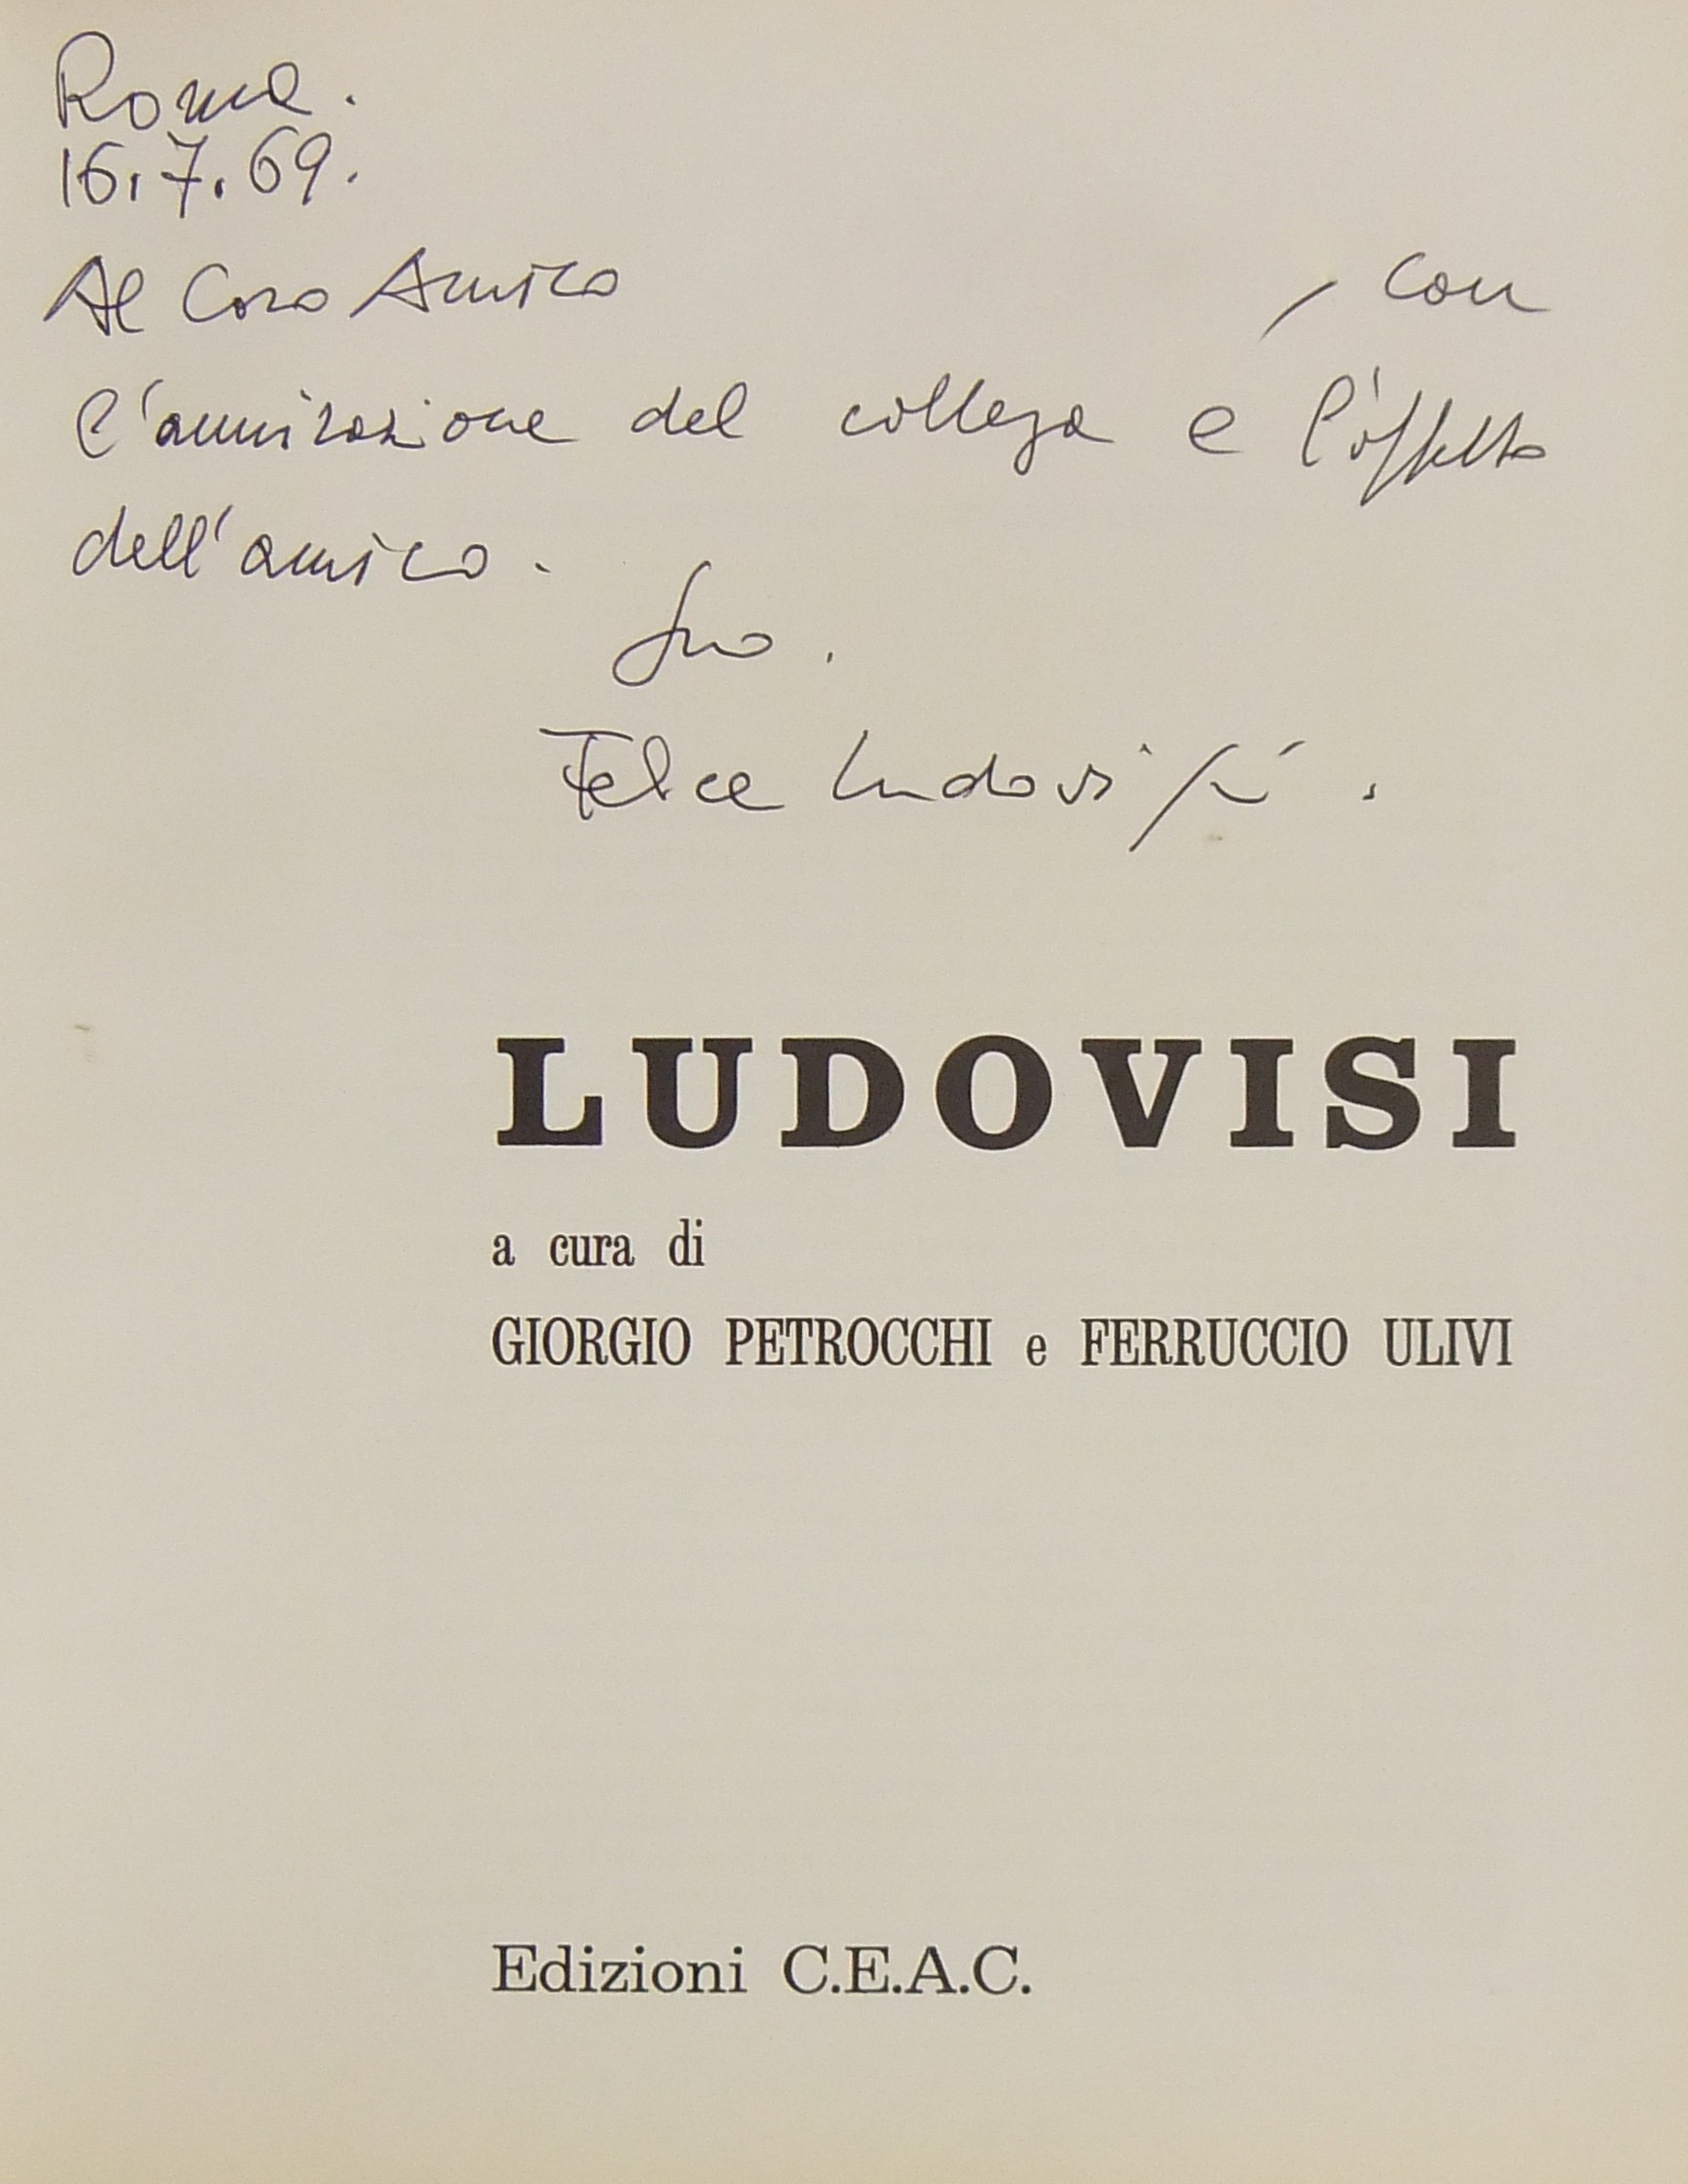 Roma.
16.7.69.
Al Caro Amico , con
l'ammirazione del collega e l'affetto
dell'amico.
Suo.
Felice Ludovisi.
LUDOVISI
a cura di
GIORGIO PETROCCHI e FERRUCCIO ULIVI
Edizioni C.E.A.C.